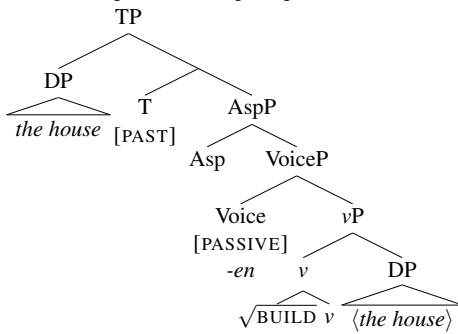 TP
DP
T
AspP
the house
[PAST]
Asp
VoiceP
Voice
vP
[PASSIVE]
-en
v
DP
√BUILD v
⟨the house⟩